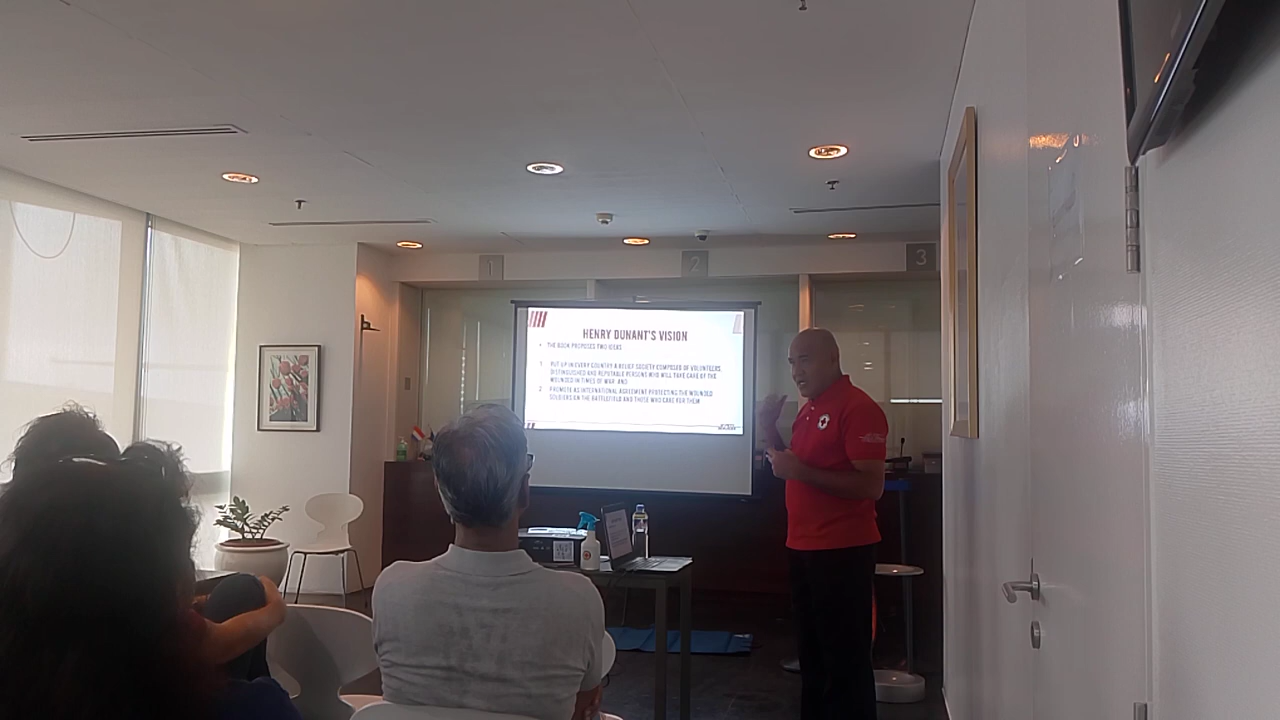 1
2
3
HENRY DUNANT'S VISION
• THE BOOK PROPOSES TWO IDEAS
1. PUT UP IN EVERY COUNTRY A RELIEF SOCIETY COMPOSED OF VOLUNTEERS,
DISTINGUISHED AND REPUTABLE PERSONS WHO WILL TAKE CARE OF THE
WOUNDED IN TIMES OF WAR; AND
2. PROMOTE AN INTERNATIONAL AGREEMENT PROTECTING THE WOUNDED
SOLDIERS ON THE BATTLEFIELD AND THOSE WHO CARE FOR THEM